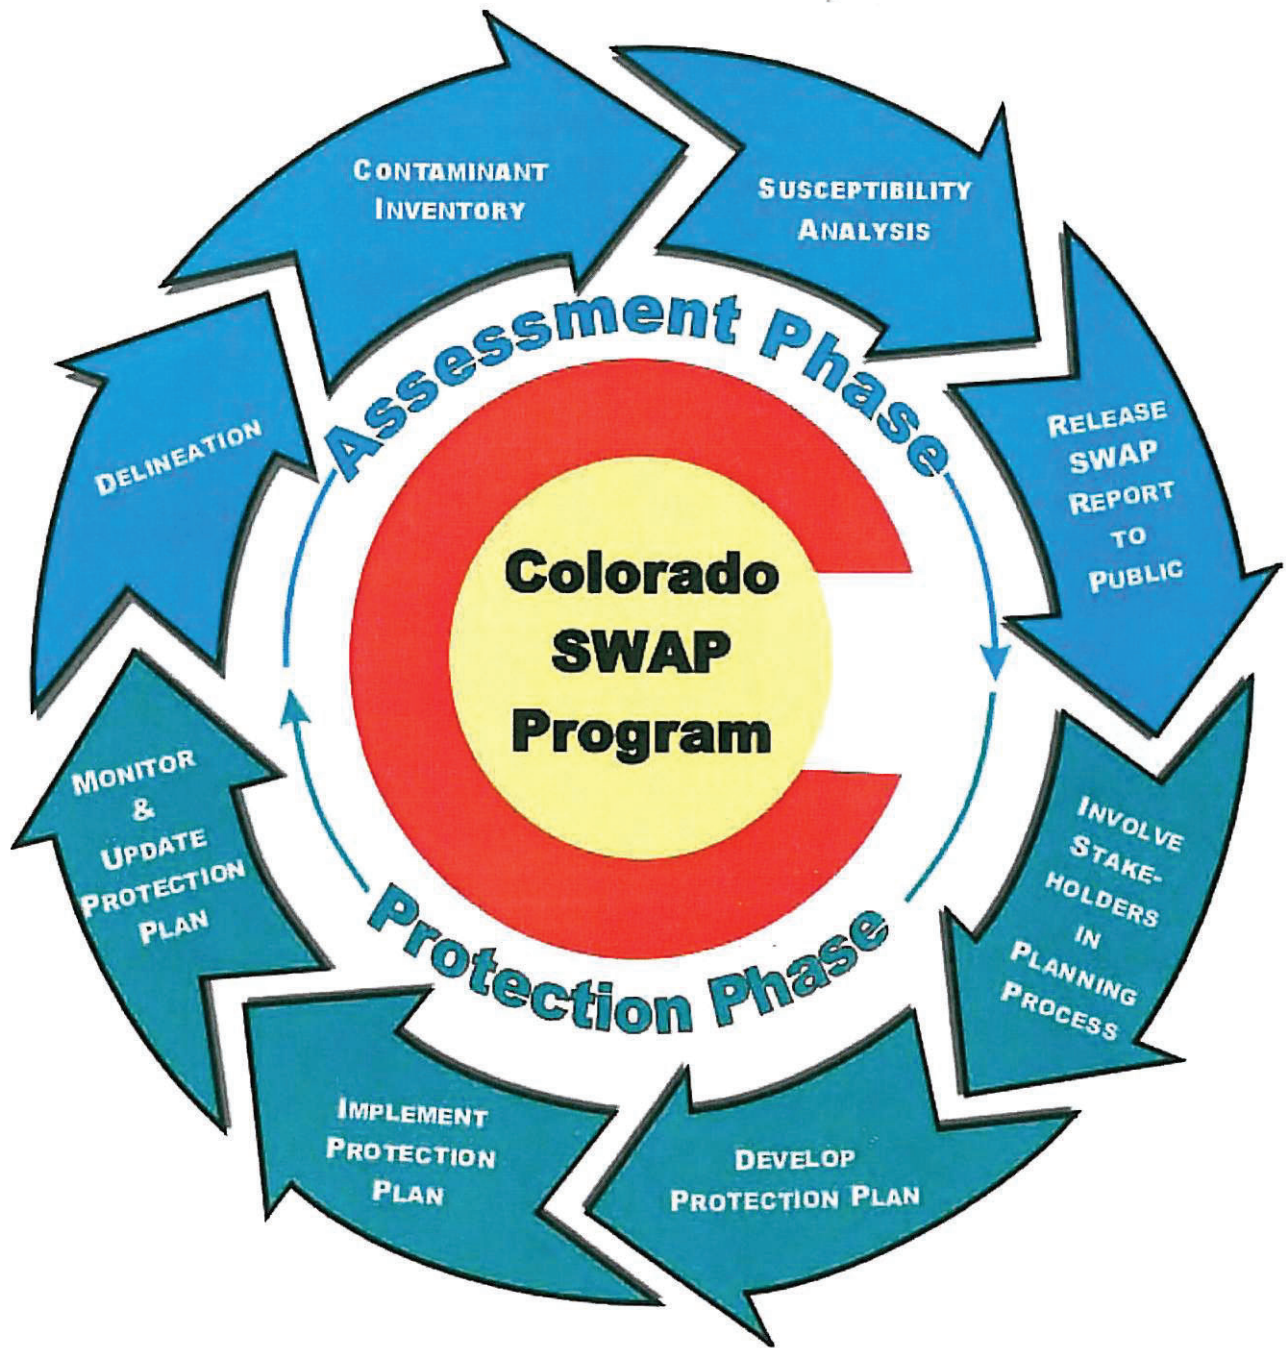 CONTAMINANT
INVENTORY
SUSCEPTIBILITY
ANALYSIS
RELEASE
SWAP
REPORT
TO
PUBLIC
INVOLVE
STAKE-
HOLDERS
IN
PLANNING
PROCESS
DEVELOP
PROTECTION PLAN
IMPLEMENT
PROTECTION
PLAN
MONITOR
&
UPDATE
PROTECTION
PLAN
DELINEATION
Assessment Phase
Colorado
SWAP
Program
Protection Phase